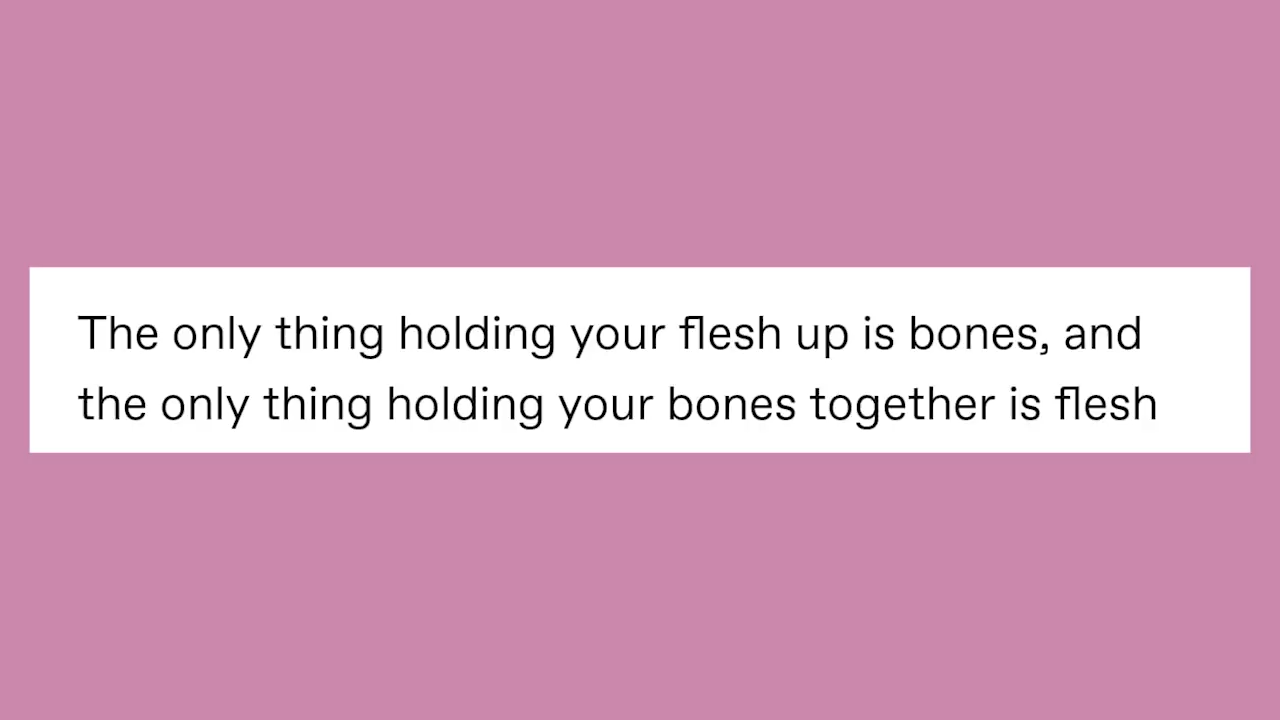 The only thing holding your flesh up is bones, and
the only thing holding your bones together is flesh